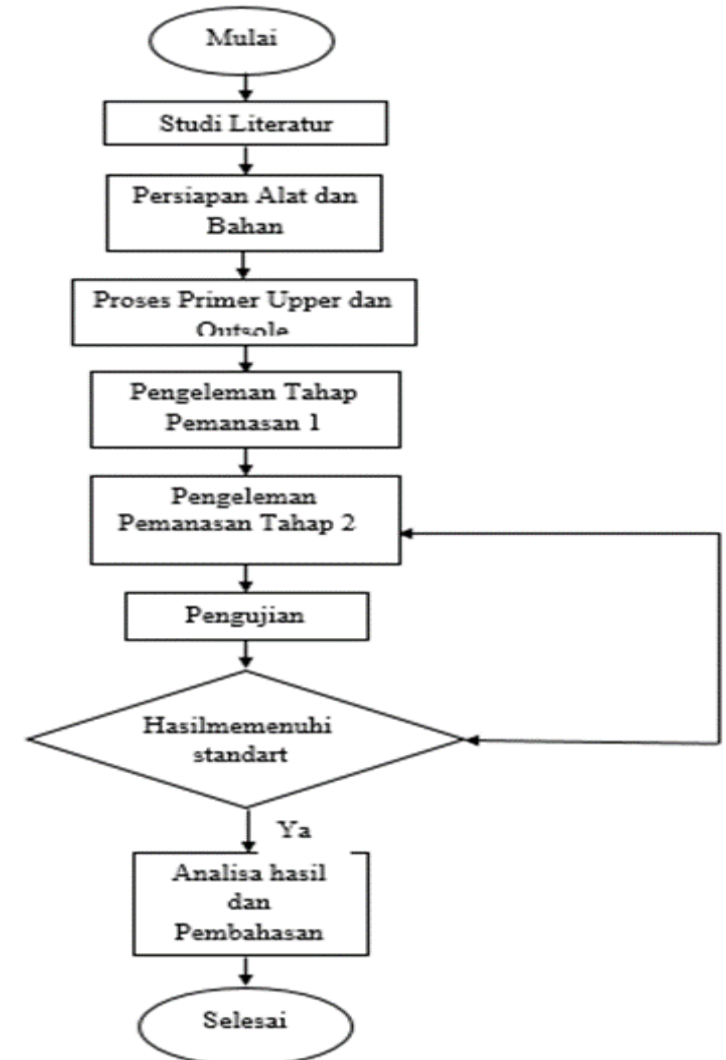 Mulai
Studi Literatur
Persiapan Alat dan
Bahan
Proses Primer Upper dan
Outsole
Pengeleman Tahap
Pemanasan 1
Pengeleman
Pemanasan Tahap 2
Pengujian
Hasilmemenuhi
standart
Ya
Analisa hasil
dan
Pembahasan
Selesai